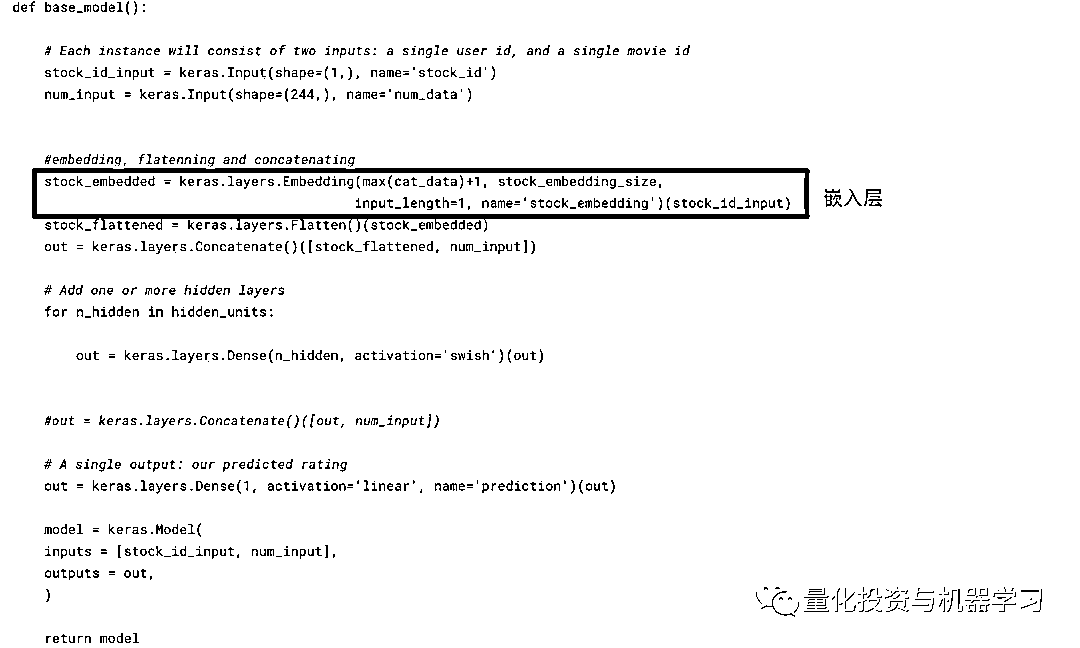 def base_model():
# Each instance will consist of two inputs: a single user id, and a single movie id
stock_id_input = keras.Input(shape=(1,), name='stock_id')
num_input = keras.Input(shape=(244,), name='num_data')
#embedding, flatenning and concatenating
stock_embedded = keras.layers.Embedding(max(cat_data)+1, stock_embedding_size,
input_length=1, name='stock_embedding')(stock_id_input)
嵌入层
stock_flattened = keras.layers.Flatten()(stock_embedded)
out = keras.layers.Concatenate()([stock_flattened, num_input])
# Add one or more hidden layers
for n_hidden in hidden_units:
out = keras.layers.Dense(n_hidden, activation='swish')(out)
#out = keras.layers.Concatenate()([out, num_input])
# A single output: our predicted rating
out = keras.layers.Dense(1, activation='linear', name='prediction')(out)
model = keras.Model(
inputs = [stock_id_input, num_input],
outputs = out,
)
量化投资与机器学习
return model